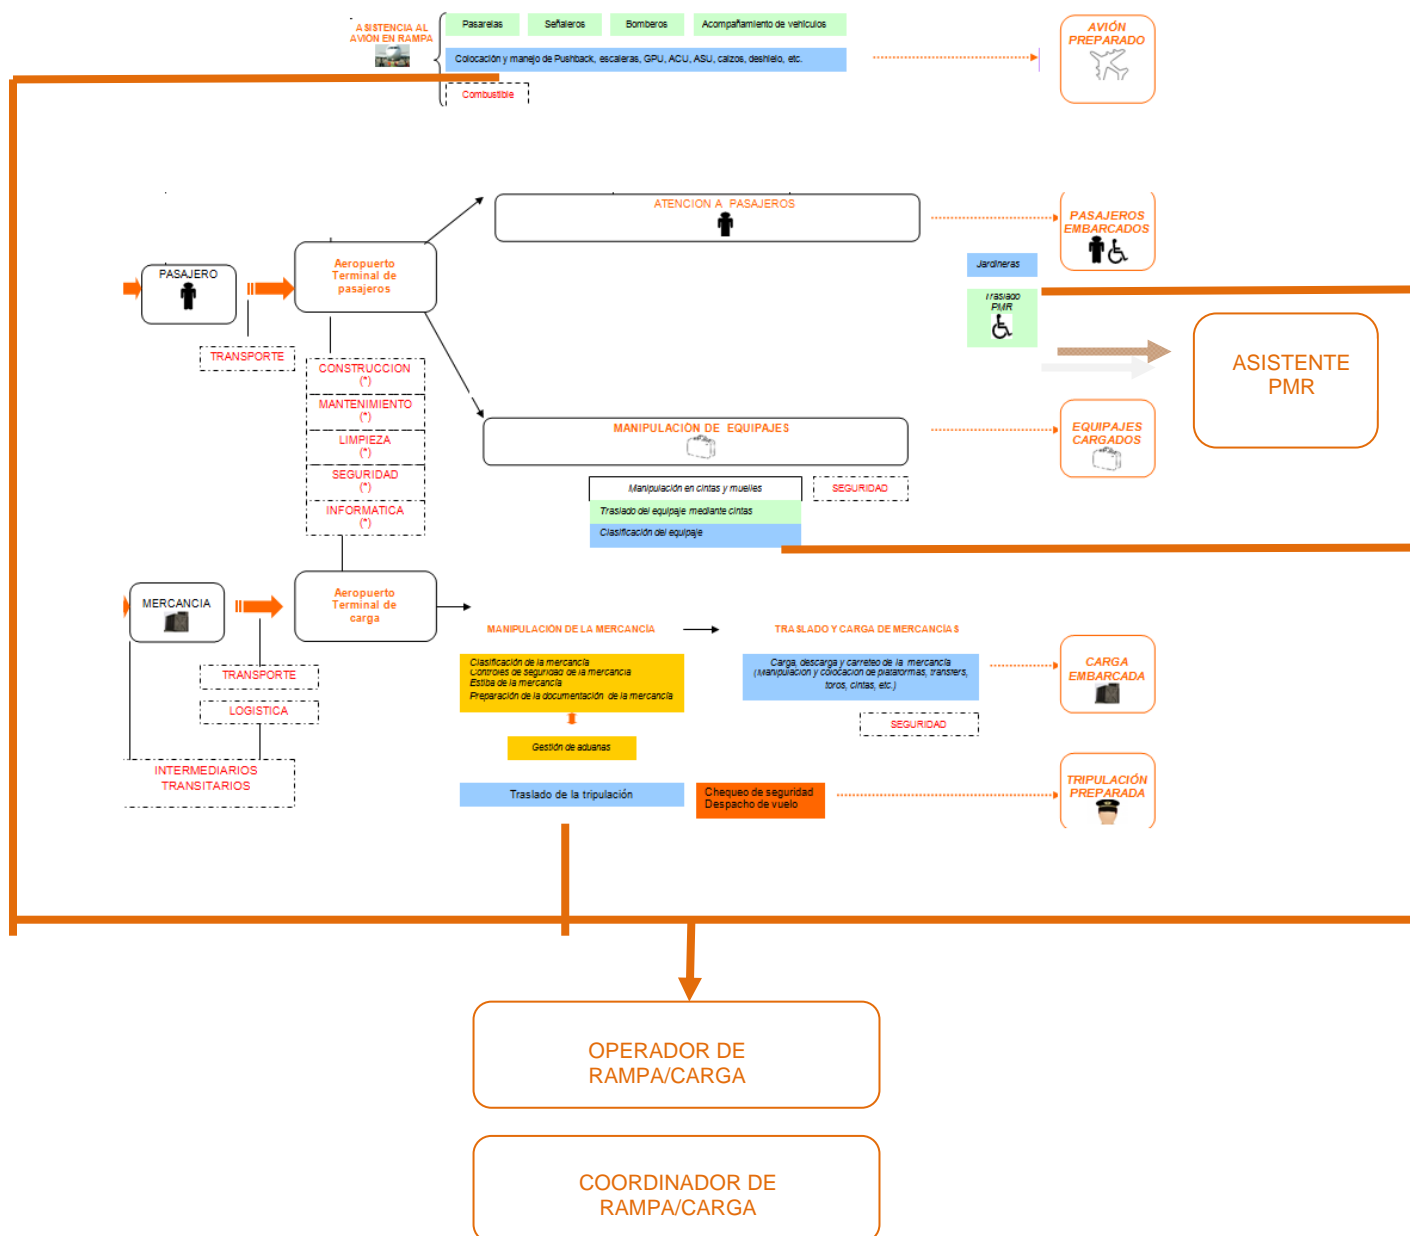 ASISTENCIA AL
AVIÓN EN RAMPA
Pasarelas
Señaleros
Bomberos
Acompañamiento de vehículos
Colocación y manejo de Pushback, escaleras, GPU, ACU, ASU, calzos, deshielo, etc.
Combustible
AVIÓN
PREPARADO
ATENCION A PASAJEROS
PASAJEROS
EMBARCADOS
PASAJERO
Aeropuerto
Terminal de
pasajeros
Jardineras
Traslado
PMR
TRANSPORTE
ASISTENTE
PMR
CONSTRUCCION
(*)
MANTENIMIENTO
(*)
LIMPIEZA
(*)
SEGURIDAD
(*)
INFORMATICA
(*)
MANIPULACIÓN DE EQUIPAJES
EQUIPAJES
CARGADOS
Manipulación en cintas y muelles
SEGURIDAD
Traslado del equipaje mediante cintas
Clasificación del equipaje
MERCANCIA
Aeropuerto
Terminal de
carga
MANIPULACIÓN DE LA MERCANCÍA
TRASLADO Y CARGA DE MERCANCÍAS
Clasificación de la mercancía
Controles de seguridad de la mercancía
Estiba de la mercancía
Preparación de la documentación de la mercancía
Carga, descarga y carreteo de la mercancía
(Manipulación y colocación de plataformas, transfers,
toros, cintas, etc.)
CARGA
EMBARCADA
TRANSPORTE
LOGISTICA
SEGURIDAD
Gestión de aduanas
INTERMEDIARIOS
TRANSITARIOS
Traslado de la tripulación
Chequeo de seguridad
Despacho de vuelo
TRIPULACIÓN
PREPARADA
OPERADOR DE
RAMPA/CARGA
COORDINADOR DE
RAMPA/CARGA